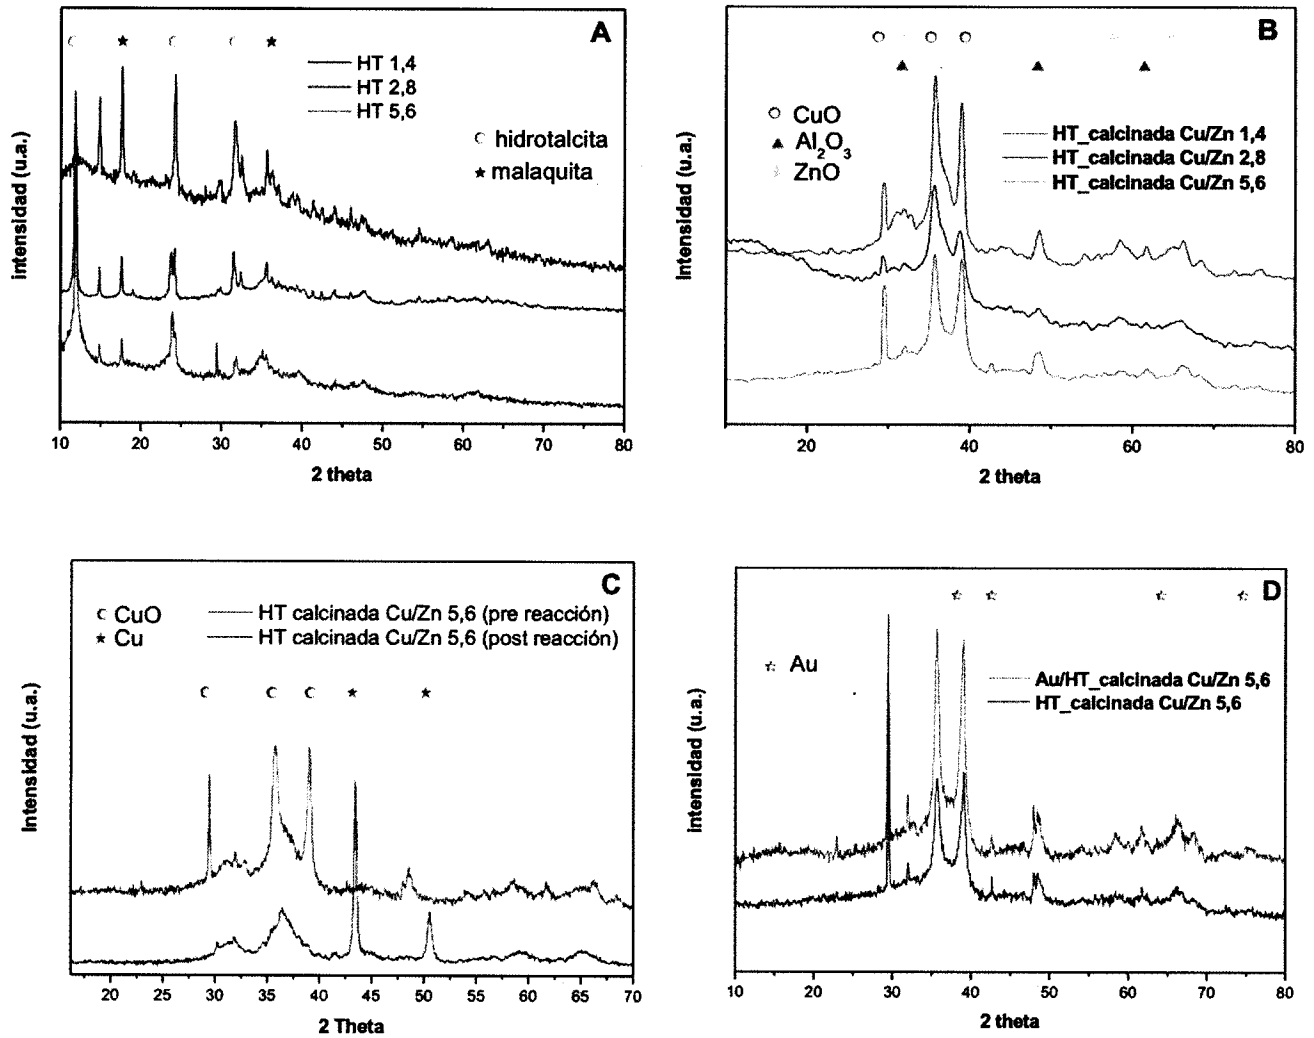 A
HT 1,4
HT 2,8
HT 5,6
hidrotalcita
malaquita
intensidad (u.a.)
10 20 30 40 50 60 70 80
2 theta
B
CuO
Al2O3
ZnO
HT_calcinada Cu/Zn 1,4
HT_calcinada Cu/Zn 2,8
HT_calcinada Cu/Zn 5,6
Intensidad (u.a.)
20 40 60 80
2 theta
C
CuO
Cu
HT calcinada Cu/Zn 5,6 (pre reacción)
HT calcinada Cu/Zn 5,6 (post reacción)
Intensidad (u.a.)
20 25 30 35 40 45 50 55 60 65 70
2 Theta
D
Au
Au/HT_calcinada Cu/Zn 5,6
HT_calcinada Cu/Zn 5,6
Intensidad (u.a.)
10 20 30 40 50 60 70 80
2 theta